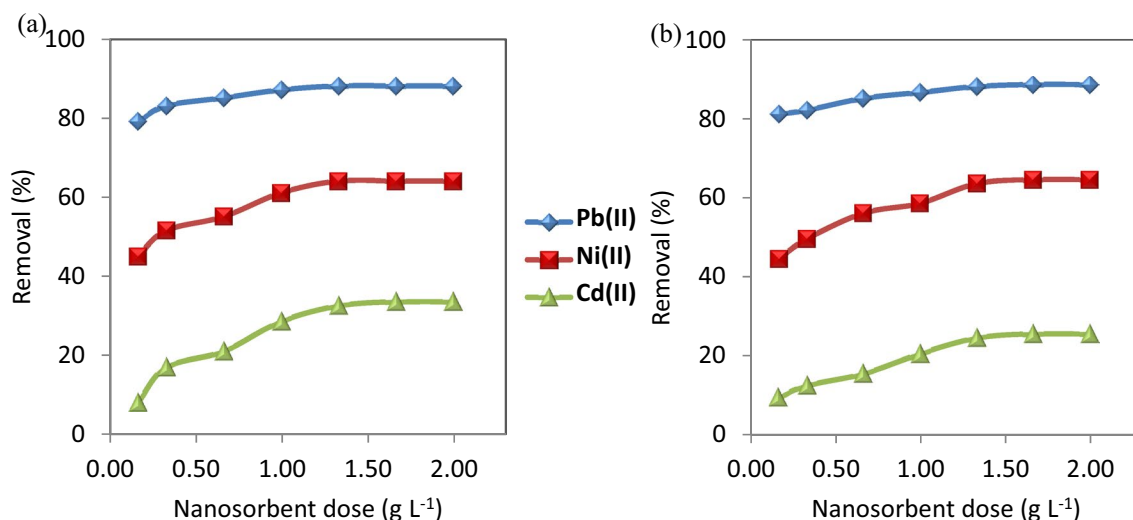 (a)
100
80
60
40
20
0
Removal (%)
0.00 0.50 1.00 1.50 2.00
Nanosorbent dose (g L-1)
Pb(II)
Ni(II)
Cd(II)
(b)
100
80
60
40
20
0
Removal (%)
0.00 0.50 1.00 1.50 2.00
Nanosorbent dose (g L-1)